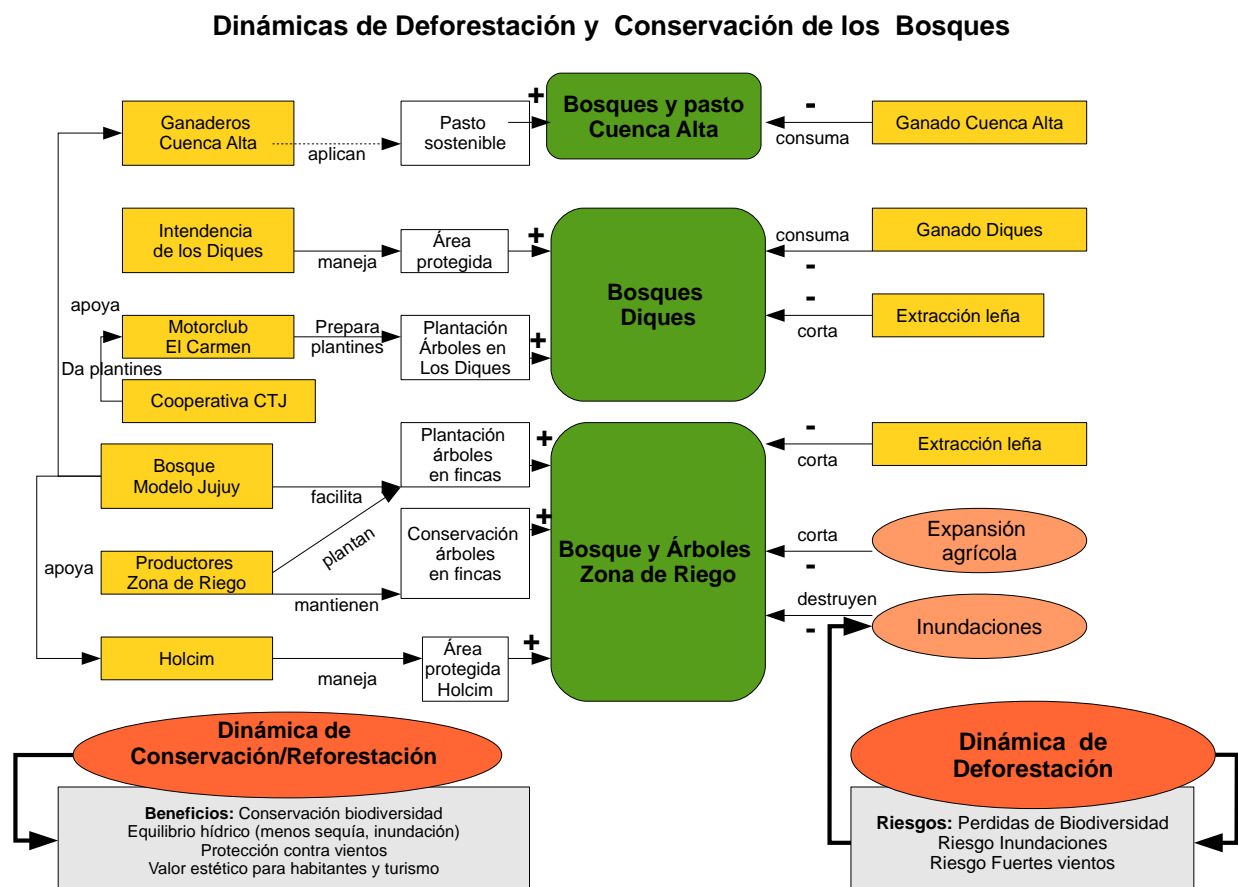 Dinámicas de Deforestación y  Conservación de los  Bosques
Ganaderos
Cuenca Alta
aplican
Pasto
sostenible
+
Bosques y pasto
Cuenca Alta
-
consuma
Ganado Cuenca Alta
Intendencia
de los Diques
maneja
Área
protegida
+
Bosques
Diques
consuma
-
Ganado Diques
-
corta
Extracción leña
apoya
Motorclub
El Carmen
Prepara
plantines
Plantación
Árboles en
Los Diques
+
Da plantines
Cooperativa CTJ
Bosque
Modelo Jujuy
facilita
Plantación
árboles
en fincas
+
-
corta
Extracción leña
plantan
Conservación
árboles
en fincas
+
Bosque y Árboles
Zona de Riego
corta
-
Expansión
agrícola
apoya
Productores
Zona de Riego
mantienen
destruyen
-
Inundaciones
Holcim
maneja
Área
protegida
Holcim
+
Dinámica de
Conservación/Reforestación
Beneficios: Conservación biodiversidad
Equilibrio hídrico (menos sequía, inundación)
Protección contra vientos
Valor estético para habitantes y turismo
Dinámica  de
Deforestación
Riesgos: Perdidas de Biodiversidad
Riesgo Inundaciones
Riesgo Fuertes vientos